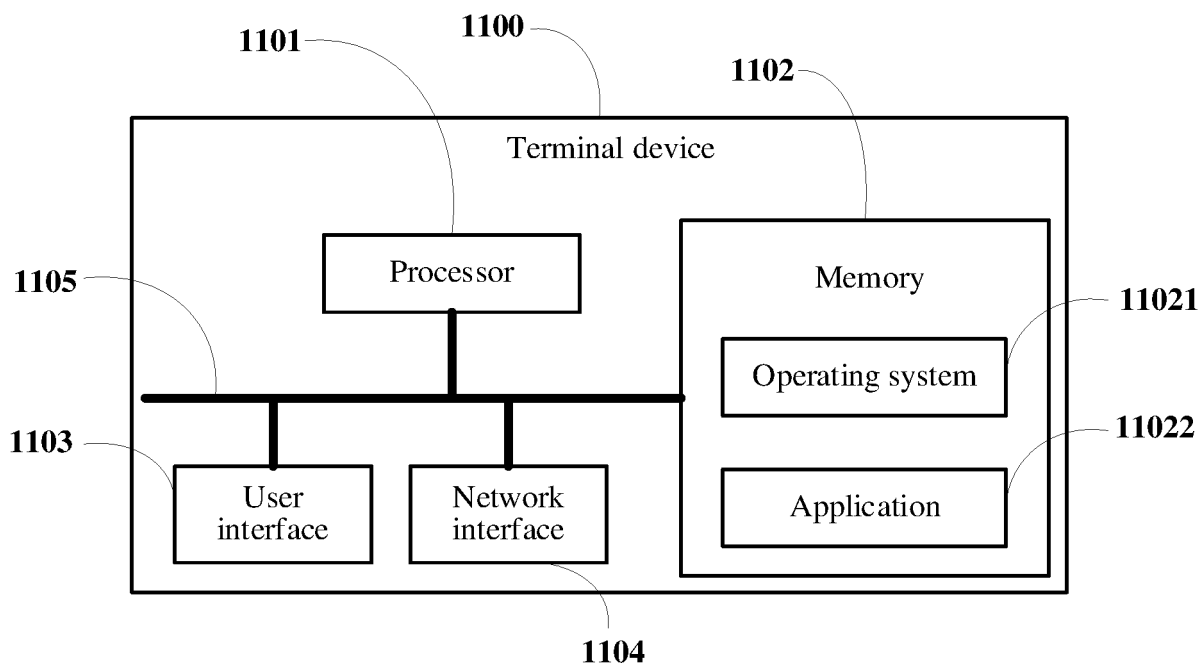 1100
1101
1102
Terminal device
Processor
1105
Memory
11021
Operating system
11022
1103
User
interface
Network
interface
Application
1104